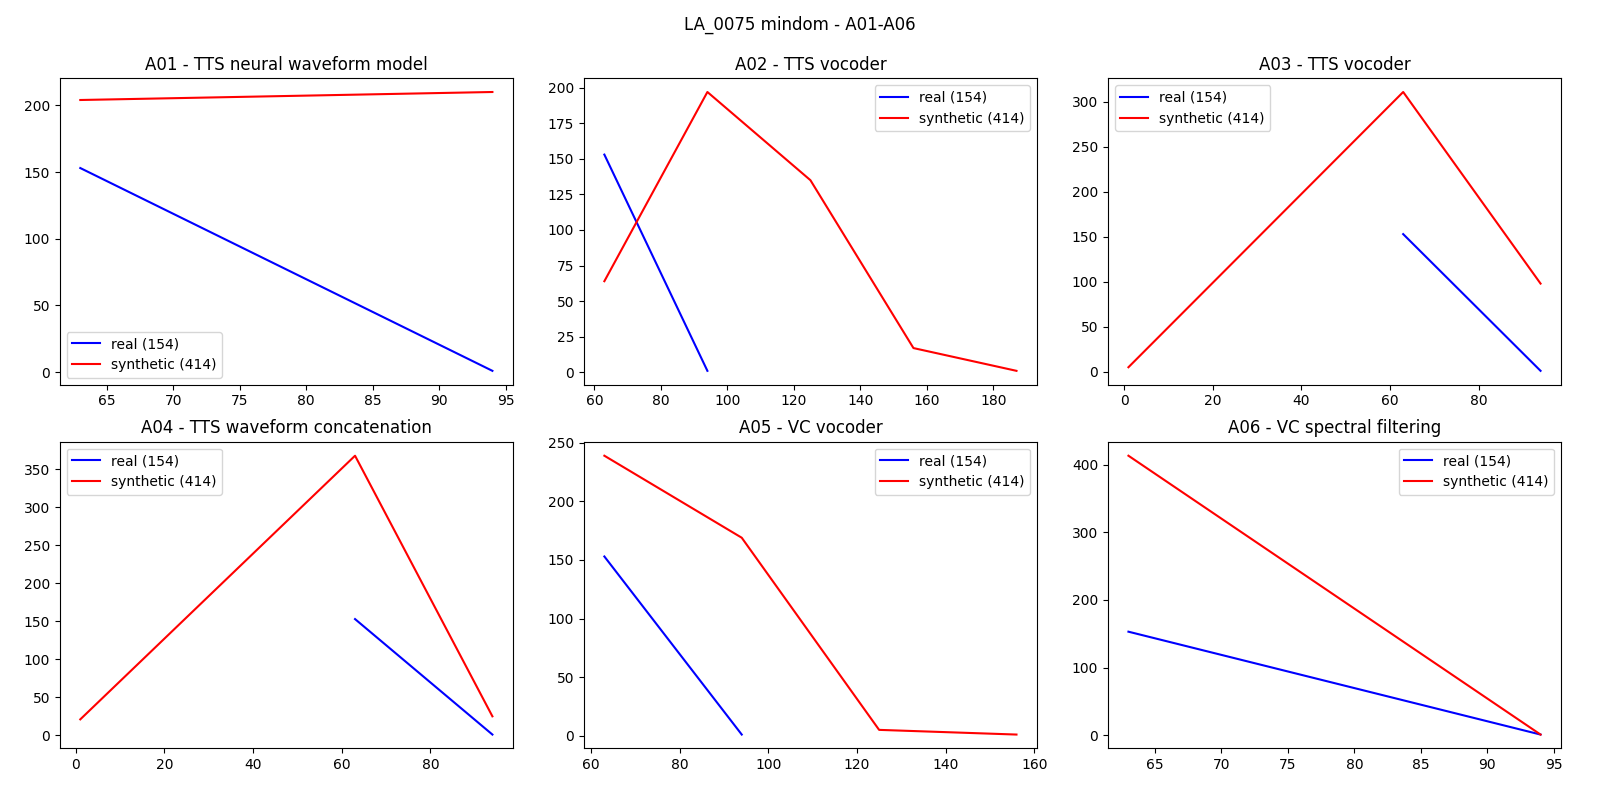 LA_0075 mindom - A01-A06
A01 - TTS neural waveform model
200
150
100
50
0
real (154)
synthetic (414)
65 70 75 80 85 90 95
A02 - TTS vocoder
200
175
150
125
100
75
50
25
0
real (154)
synthetic (414)
60 80 100 120 140 160 180
A03 - TTS vocoder
300
250
200
150
100
50
0
real (154)
synthetic (414)
0 20 40 60 80
A04 - TTS waveform concatenation
350
300
250
200
150
100
50
0
real (154)
synthetic (414)
0 20 40 60 80
A05 - VC vocoder
250
200
150
100
50
0
real (154)
synthetic (414)
60 80 100 120 140 160
A06 - VC spectral filtering
400
300
200
100
0
real (154)
synthetic (414)
65 70 75 80 85 90 95